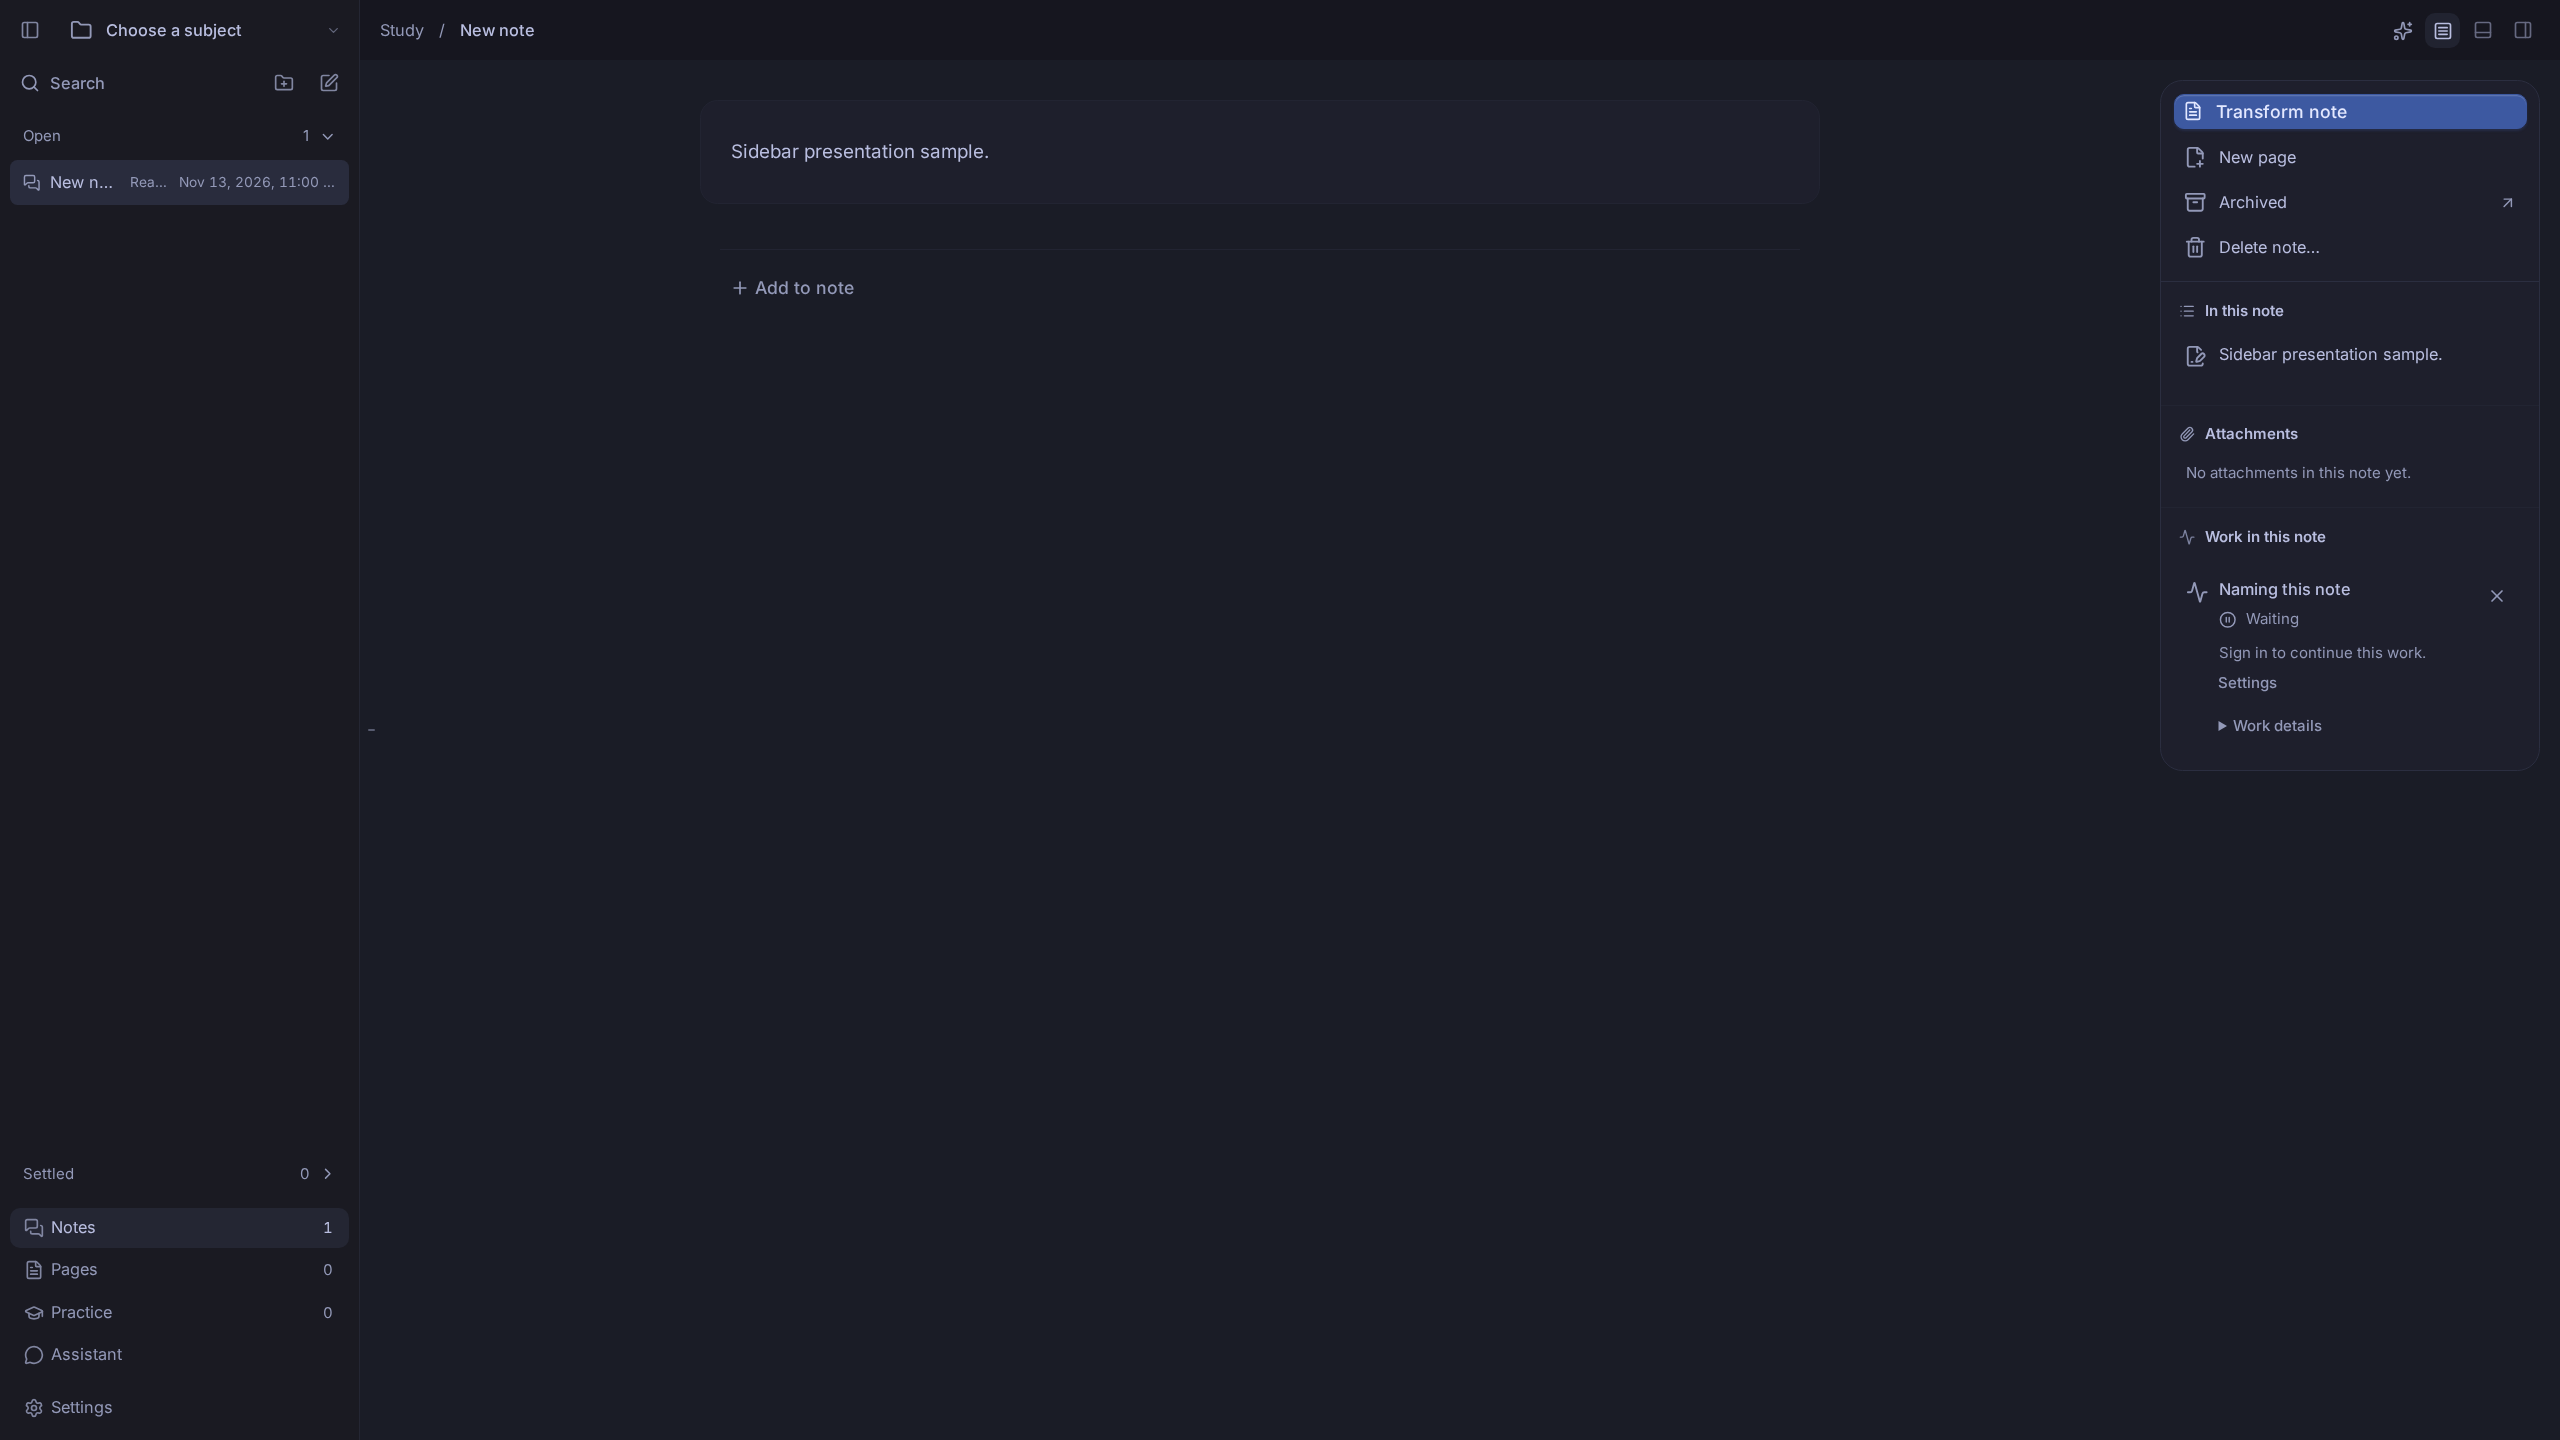 Choose a subject
Study / New note
Search
Open 1
New n... Rea... Nov 13, 2026, 11:00 ...
Settled 0
Notes 1
Pages 0
Practice 0
Assistant
Settings
Sidebar presentation sample.
Add to note
Transform note
New page
Archived
Delete note...
In this note
Sidebar presentation sample.
Attachments
No attachments in this note yet.
Work in this note
Naming this note
Waiting
Sign in to continue this work.
Settings
Work details